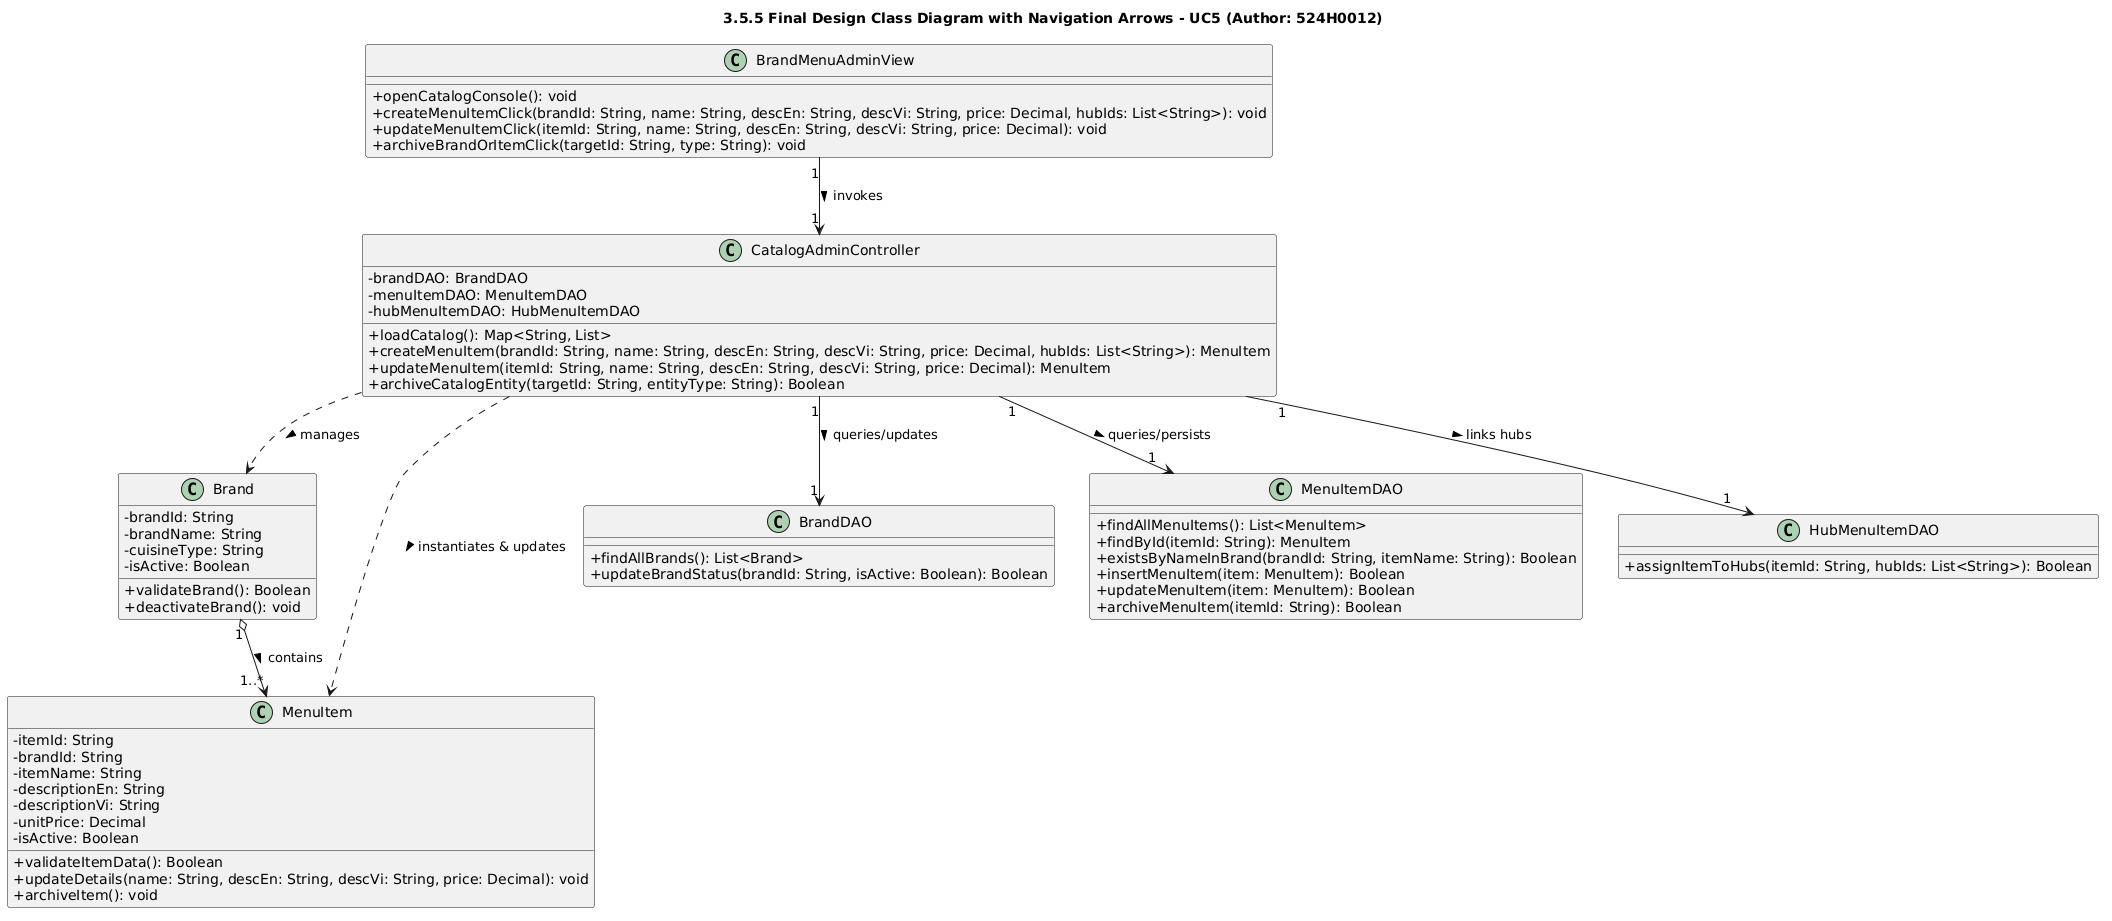 3.5.5 Final Design Class Diagram with Navigation Arrows - UC5 (Author: 524H0012)
C BrandMenuAdminView
+openCatalogConsole(): void
+createMenuItemClick(brandId: String, name: String, descEn: String, descVi: String, price: Decimal, hubIds: List<String>): void
+updateMenuItemClick(itemId: String, name: String, descEn: String, descVi: String, price: Decimal): void
+archiveBrandOrItemClick(targetId: String, type: String): void
1
invokes
1
C CatalogAdminController
-brandDAO: BrandDAO
-menuItemDAO: MenuItemDAO
-hubMenuItemDAO: HubMenuItemDAO
+loadCatalog(): Map<String, List>
+createMenuItem(brandId: String, name: String, descEn: String, descVi: String, price: Decimal, hubIds: List<String>): MenuItem
+updateMenuItem(itemId: String, name: String, descEn: String, descVi: String, price: Decimal): MenuItem
+archiveCatalogEntity(targetId: String, entityType: String): Boolean
1 1 1
manages queries/updates queries/persists links hubs
1 1 1
C Brand
-brandId: String
-brandName: String
-cuisineType: String
-isActive: Boolean
+validateBrand(): Boolean
+deactivateBrand(): void
instantiates & updates
C BrandDAO
+findAllBrands(): List<Brand>
+updateBrandStatus(brandId: String, isActive: Boolean): Boolean
C MenuItemDAO
+findAllMenuItems(): List<MenuItem>
+findById(itemId: String): MenuItem
+existsByNameInBrand(brandId: String, itemName: String): Boolean
+insertMenuItem(item: MenuItem): Boolean
+updateMenuItem(item: MenuItem): Boolean
+archiveMenuItem(itemId: String): Boolean
C HubMenuItemDAO
+assignItemToHubs(itemId: String, hubIds: List<String>): Boolean
1
contains
1..*
C MenuItem
-itemId: String
-brandId: String
-itemName: String
-descriptionEn: String
-descriptionVi: String
-unitPrice: Decimal
-isActive: Boolean
+validateItemData(): Boolean
+updateDetails(name: String, descEn: String, descVi: String, price: Decimal): void
+archiveItem(): void